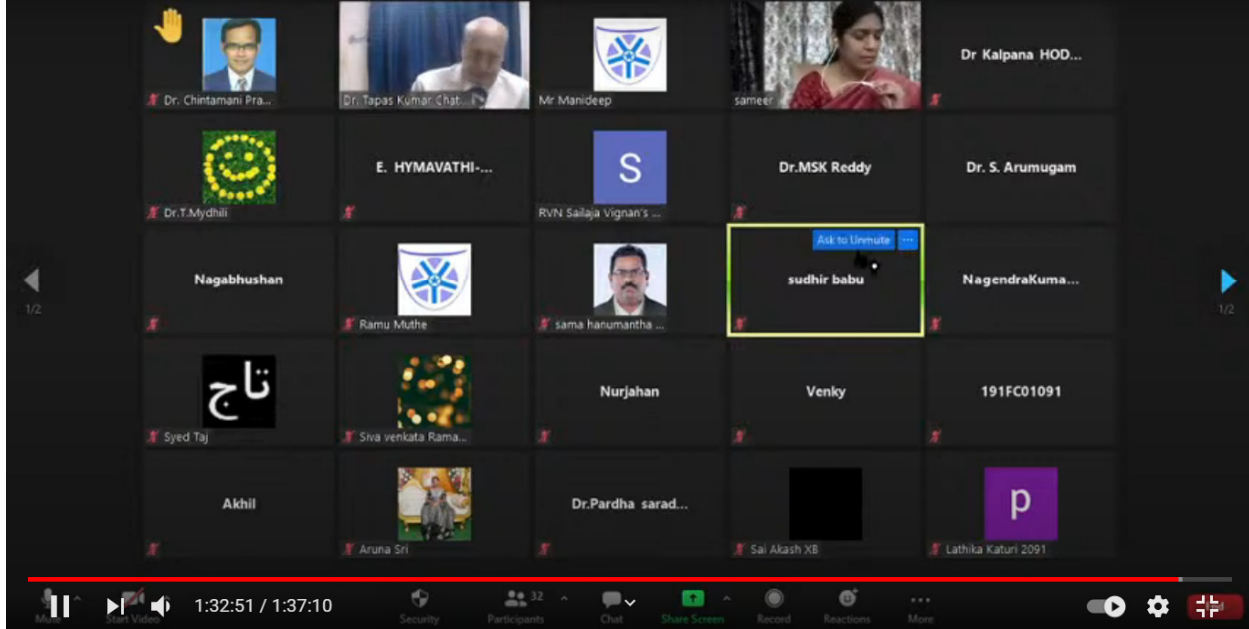 Dr. Chintamani Pra...
Dr. Tapas Kumar Chat...
Mr Manideep
sameer
Dr Kalpana HOD...
Dr.T.Mydhili
E. HYMAVATHI-...
S
RVN Sailaja Vignan's ...
Dr.MSK Reddy
Dr. S. Arumugam
Nagabhushan
Ramu Muthe
sama hanumantha ...
Ask to Unmute
...
sudhir babu
NagendraKuma...
1/2
1/2
تاج
Syed Taj
Siva venkata Rama...
Nurjahan
Venky
191FC01091
Akhil
Aruna Sri
Dr.Pardha sarad...
Sai Akash XB
p
Lathika Katuri 2091
1:32:51 / 1:37:10
Mute
Start Video
Security
Participants
32
Chat
Share Screen
Record
Reactions
More